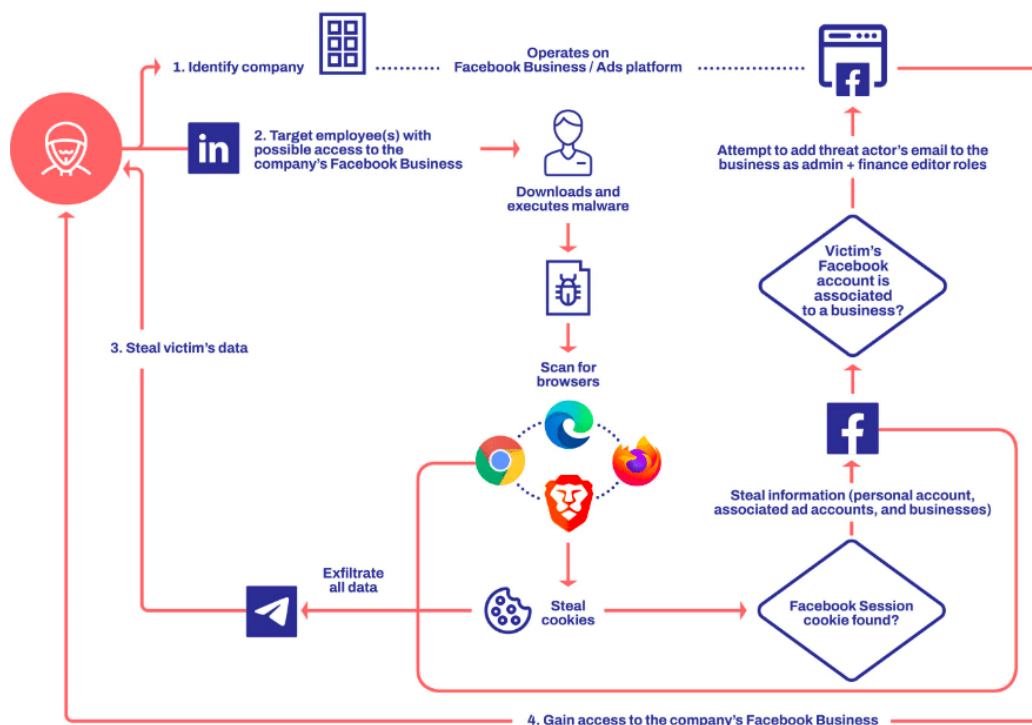 1. Identify company
Operates on
Facebook Business / Ads platform
2. Target employee(s) with
possible access to the
company's Facebook Business
Downloads and
executes malware
Attempt to add threat actor's email to the
business as admin + finance editor roles
Victim's
Facebook
account is
associated
to a business?
3. Steal victim's data
Scan for
browsers
Steal information (personal account,
associated ad accounts, and businesses)
Exfiltrate
all data
Steal
cookies
Facebook Session
cookie found?
4. Gain access to the company's Facebook Business
in
f
f